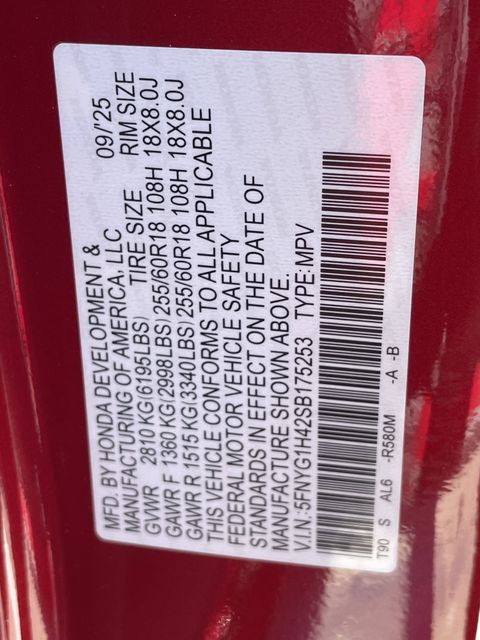 MFD. BY HONDA DEVELOPMENT & 09/'25
MANUFACTURING OF AMERICA, LLC
TIRE SIZE RIM SIZE
GVWR 2810 KG(6195LBS)
GAWR F 1360 KG(2998LBS)255/60R18 108H 18X8.0J
GAWR R 1515 KG(3340LBS)255/60R18 108H 18X8.0J
THIS VEHICLE CONFORMS TO ALL APPLICABLE
FEDERAL MOTOR VEHICLE SAFETY
STANDARDS IN EFFECT ON THE DATE OF
MANUFACTURE SHOWN ABOVE.
V.I.N.:5FNYG1H42SB175253 TYPE:MPV
T90 S AL6 -R580M -A -B